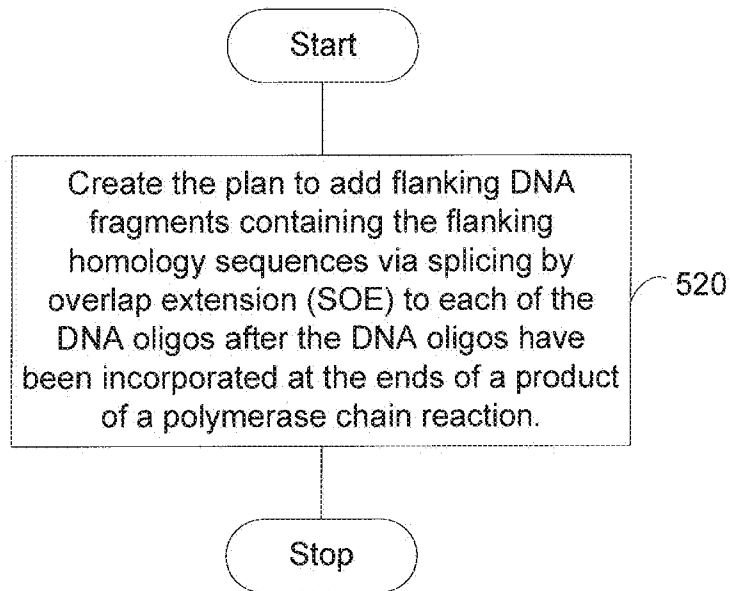 Start
Create the plan to add flanking DNA
fragments containing the flanking
homology sequences via splicing by
overlap extension (SOE) to each of the
DNA oligos after the DNA oligos have
been incorporated at the ends of a product
of a polymerase chain reaction.
520
Stop